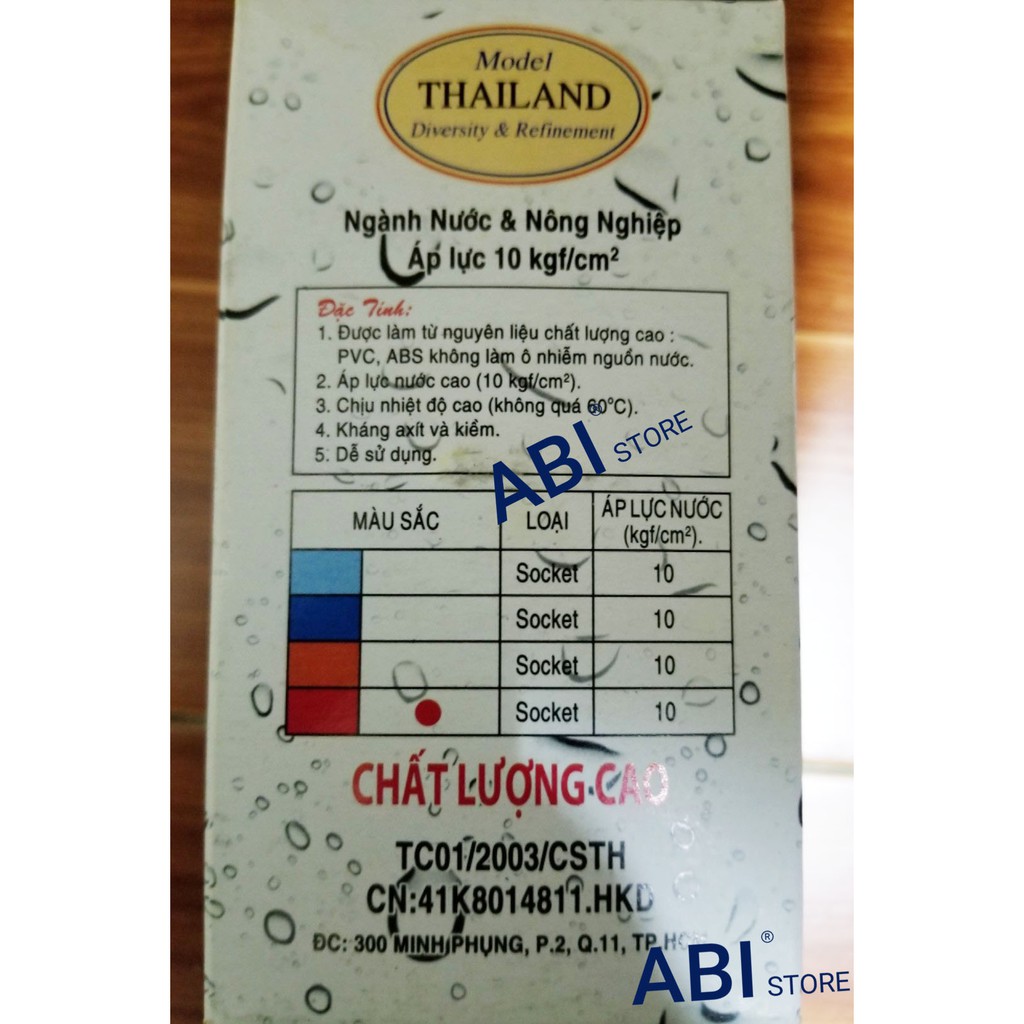 Model
THAILAND
Diversity & Refinement
Ngành Nước & Nông Nghiệp
Áp lực 10 kgf/cm²
Đặc Tính:
1. Được làm từ nguyên liệu chất lượng cao :
PVC, ABS không làm ô nhiễm nguồn nước.
2. Áp lực nước cao (10 kgf/cm²).
3. Chịu nhiệt độ cao (không quá 60°C).
4. Kháng axít và kiềm.
5. Dễ sử dụng.
ABI® STORE
MÀU SẮC LOẠI ÁP LỰC NƯỚC (kgf/cm²).
Socket 10
Socket 10
Socket 10
Socket 10
CHẤT LƯỢNG CAO
TC01/2003/CSTH
CN:41K8014811.HKD
ĐC: 300 MINH PHỤNG, P.2, Q.11, TP.HCM
ABI® STORE